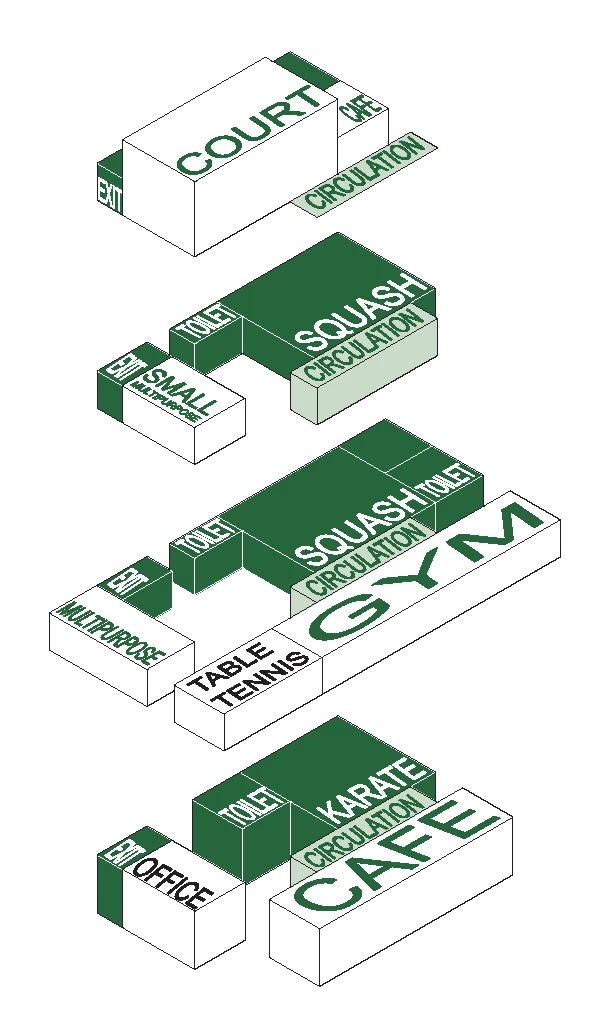 COURT
CAFE
CIRCULATION
EXIT
TOILET
SQUASH
CIRCULATION
EXIT
SMALL
MULTIPURPOSE
TOILET
SQUASH
TOILET
CIRCULATION
GYM
EXIT
MULTIPURPOSE
TABLE
TENNIS
TOILET
KARATE
CIRCULATION
EXIT
OFFICE
CAFE